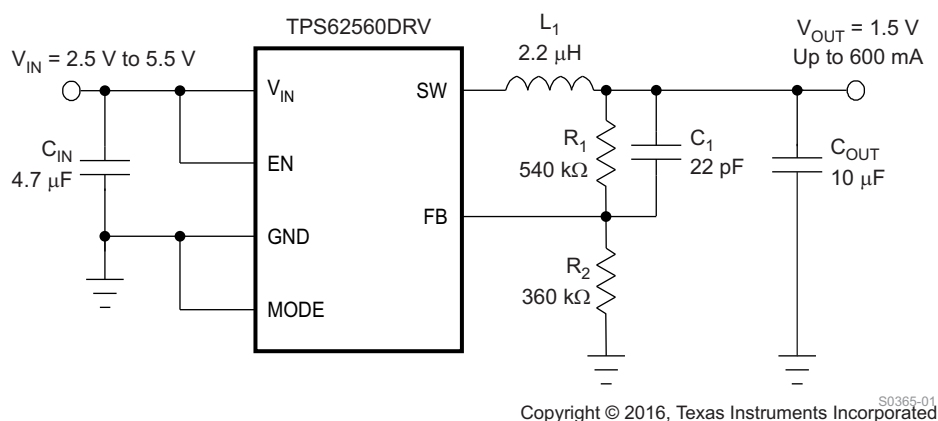 TPS62560DRV
L1
2.2 μH
VOUT = 1.5 V
Up to 600 mA
VIN = 2.5 V to 5.5 V
VIN
SW
CIN
4.7 μF
EN
R1
540 kΩ
C1
22 pF
COUT
10 μF
FB
GND
R2
360 kΩ
MODE
S0365-01
Copyright © 2016, Texas Instruments Incorporated